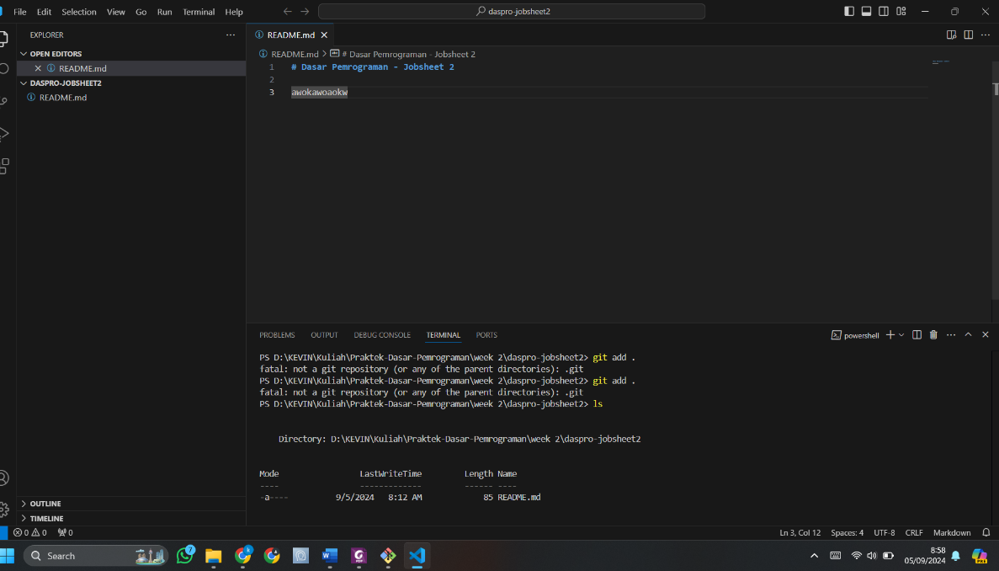 File Edit Selection View Go Run Terminal Help
daspro-jobsheet2
EXPLORER
OPEN EDITORS
README.md
DASPRO-JOBSHEET2
README.md
OUTLINE
TIMELINE
README.md
README.md > # Dasar Pemrograman - Jobsheet 2
1 # Dasar Pemrograman - Jobsheet 2
2
3 awokawoaokw
PROBLEMS OUTPUT DEBUG CONSOLE TERMINAL PORTS
powershell
PS D:\KEVIN\Kuliah\Praktek-Dasar-Pemrograman\week 2\daspro-jobsheet2> git add .
fatal: not a git repository (or any of the parent directories): .git
PS D:\KEVIN\Kuliah\Praktek-Dasar-Pemrograman\week 2\daspro-jobsheet2> git add .
fatal: not a git repository (or any of the parent directories): .git
PS D:\KEVIN\Kuliah\Praktek-Dasar-Pemrograman\week 2\daspro-jobsheet2> ls
Directory: D:\KEVIN\Kuliah\Praktek-Dasar-Pemrograman\week 2\daspro-jobsheet2
Mode LastWriteTime Length Name
---- ------------- ------ ----
-a---- 9/5/2024 8:12 AM 85 README.md
0 0 0
Ln 3, Col 12 Spaces: 4 UTF-8 CRLF Markdown
Search
7
8:58
05/09/2024
PRE